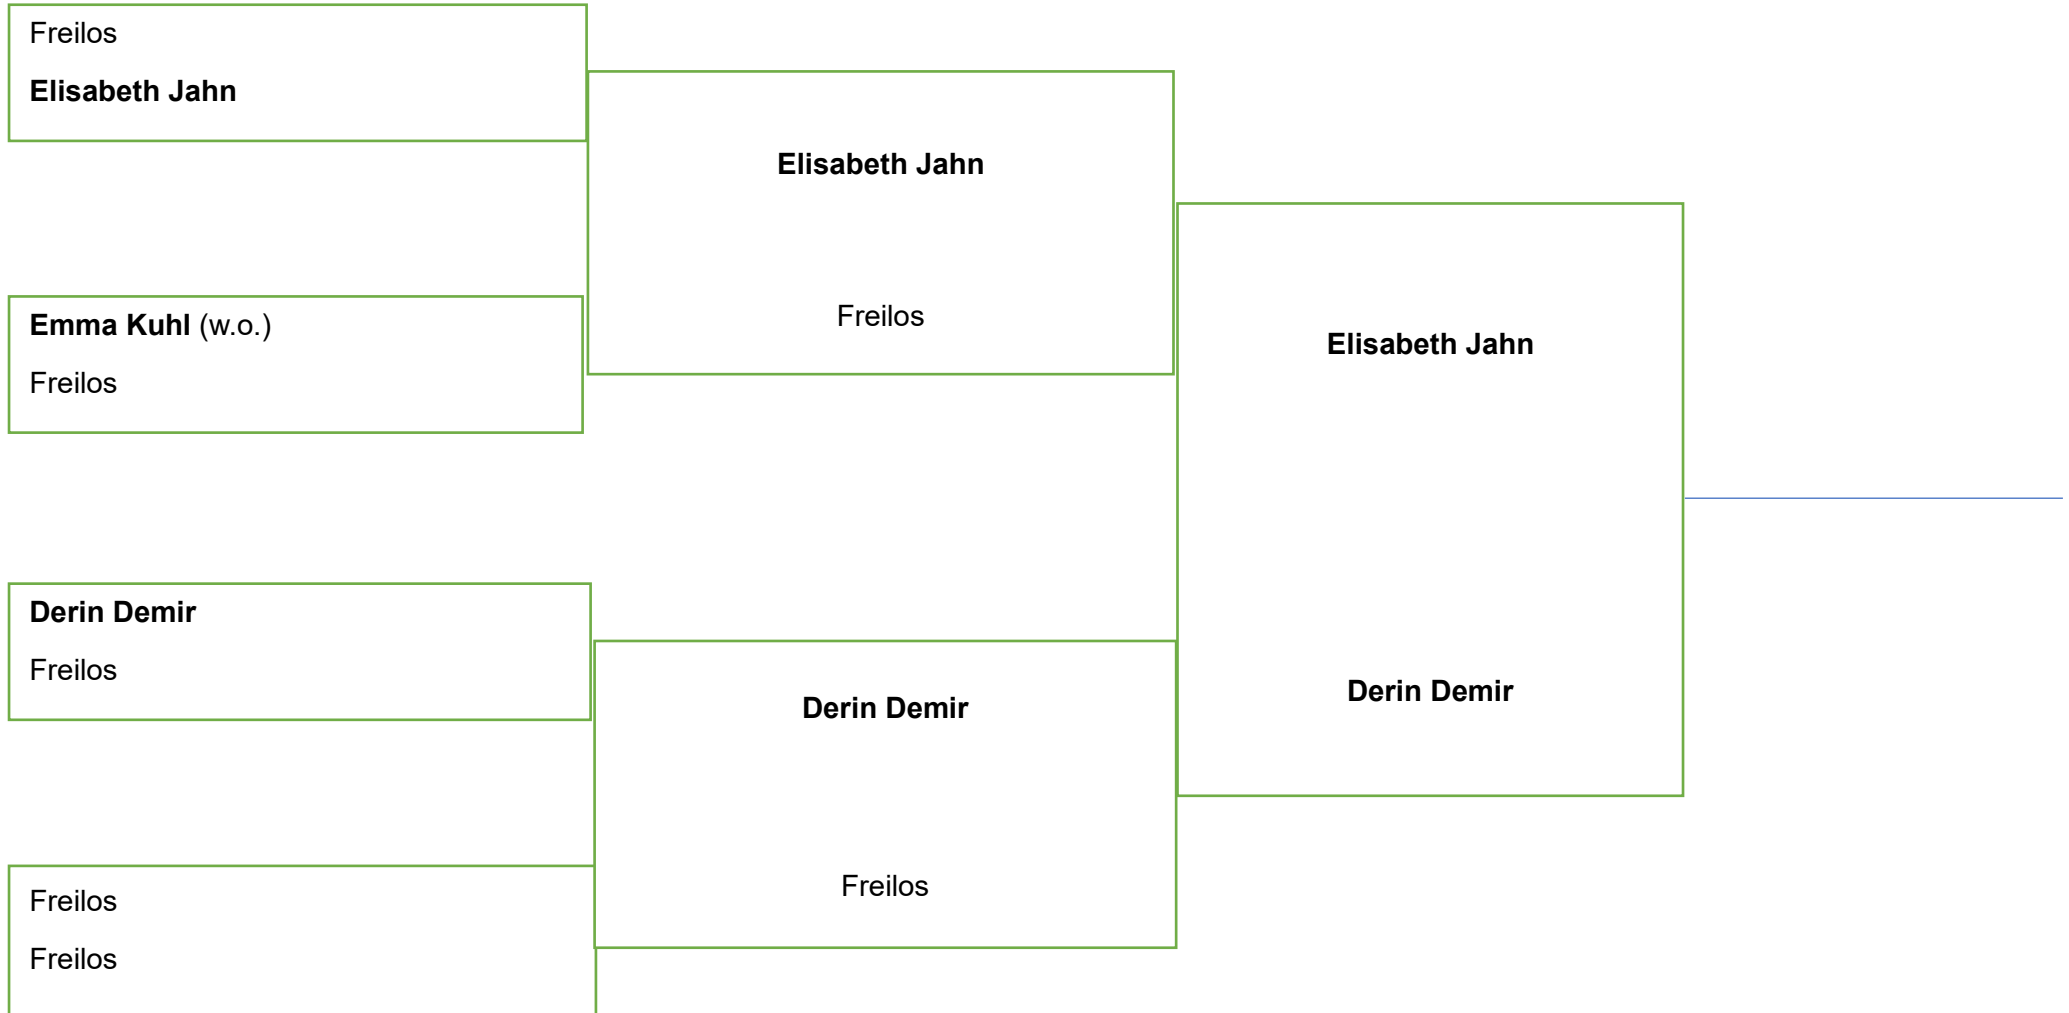 Freilos
Elisabeth Jahn
Emma Kuhl (w.o.)
Freilos
Derin Demir
Freilos
Freilos
Freilos
Elisabeth Jahn
Freilos
Derin Demir
Freilos
Elisabeth Jahn
Derin Demir